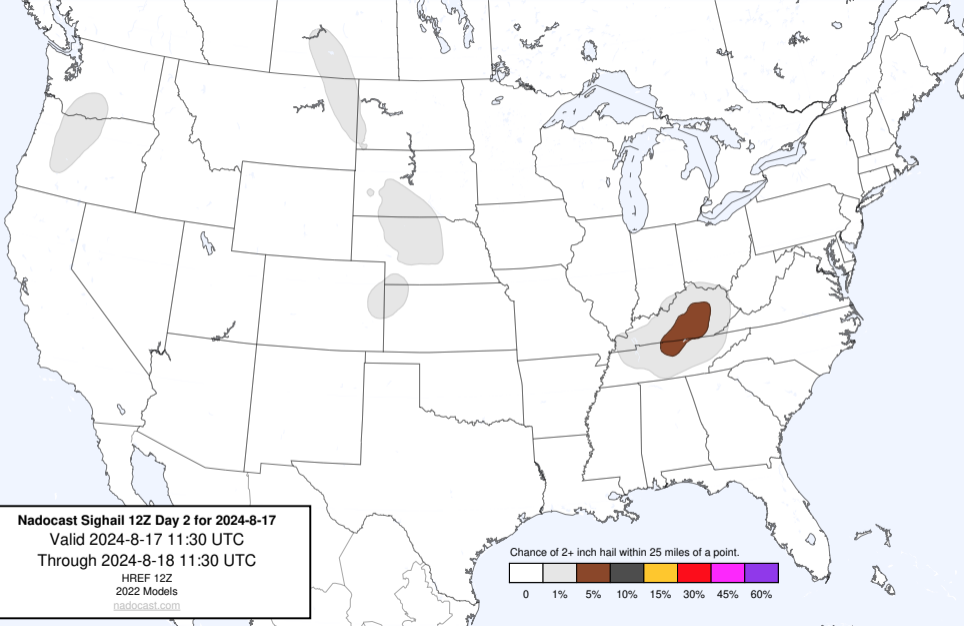 Nadocast Sighail 12Z Day 2 for 2024-8-17
Valid 2024-8-17 11:30 UTC
Through 2024-8-18 11:30 UTC
HREF 12Z
2022 Models
nadocast.com
Chance of 2+ inch hail within 25 miles of a point.
0 1% 5% 10% 15% 30% 45% 60%